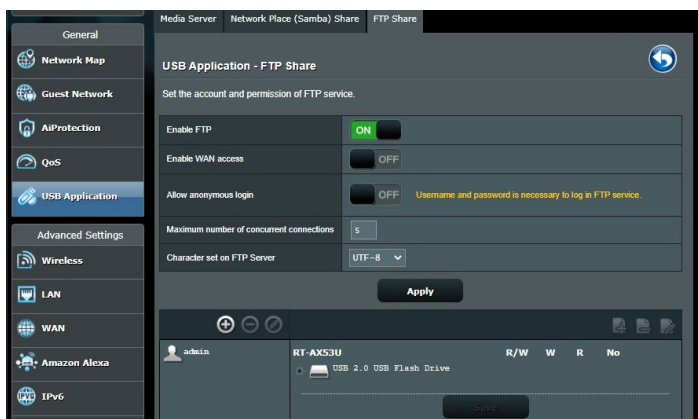 Media Server
Network Place (Samba) Share
FTP Share
General
Network Map
Guest Network
AiProtection
QoS
USB Application
Advanced Settings
Wireless
LAN
WAN
Amazon Alexa
IPv6
USB Application - FTP Share
Set the account and permission of FTP service.
Enable FTP
ON
Enable WAN access
OFF
Allow anonymous login
OFF
Username and password is necessary to log in FTP service.
Maximum number of concurrent connections
5
Character set on FTP Server
UTF-8
Apply
admin
RT-AX53U
R/W W R No
USB 2.0 USB Flash Drive
Save